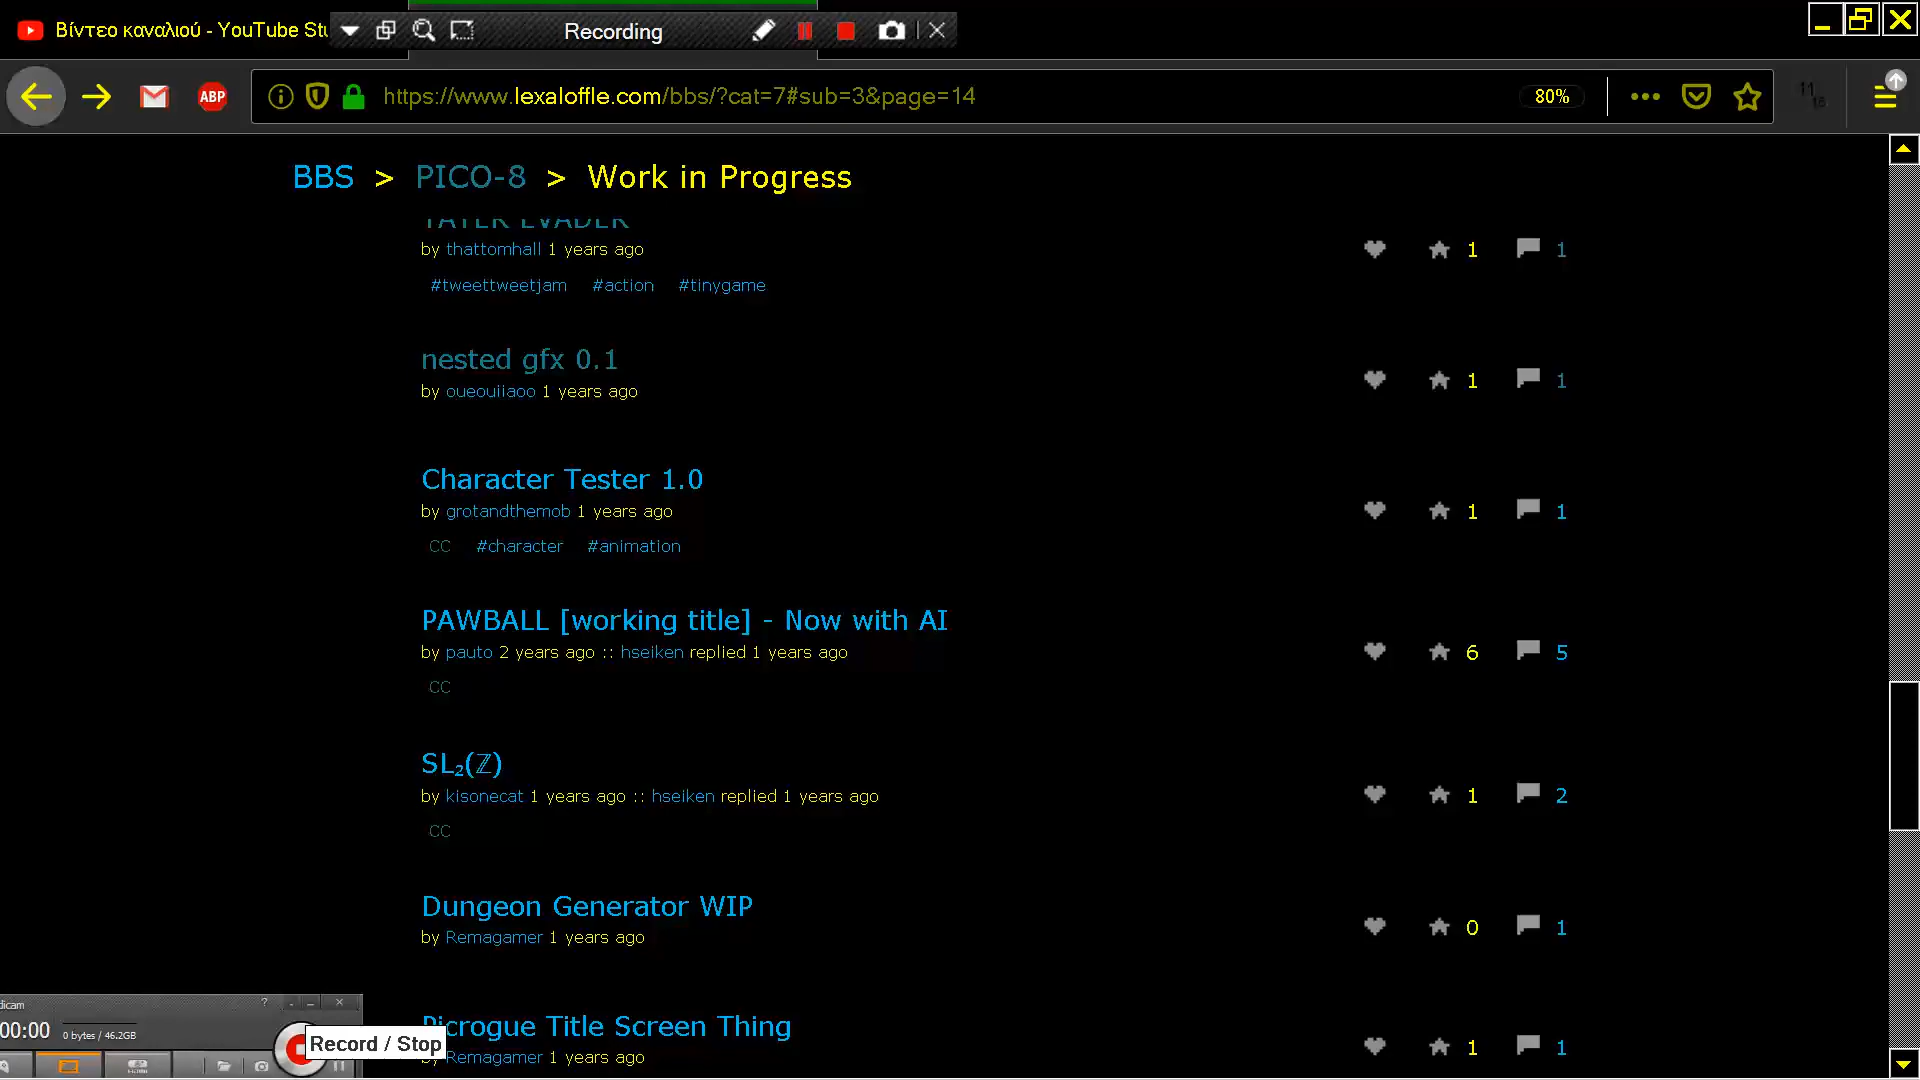 Βίντεο καναλιού - YouTube Stu
Recording
ABP
https://www.lexaloffle.com/bbs/?cat=7#sub=3&page=14
80%
BBS > PICO-8 > Work in Progress
TATER EVADER
by thattomhall 1 years ago
1
1
#tweettweetjam #action #tinygame
nested gfx 0.1
by oueouiiaoo 1 years ago
1
1
Character Tester 1.0
by grotandthemob 1 years ago
1
1
CC #character #animation
PAWBALL [working title] - Now with AI
by pauto 2 years ago :: hseiken replied 1 years ago
6
5
CC
SL₂(ℤ)
by kisonecat 1 years ago :: hseiken replied 1 years ago
1
2
CC
Dungeon Generator WIP
by Remagamer 1 years ago
0
1
Picrogue Title Screen Thing
by Remagamer 1 years ago
1
1
dicam
00:00
0 bytes / 46.2GB
Record / Stop